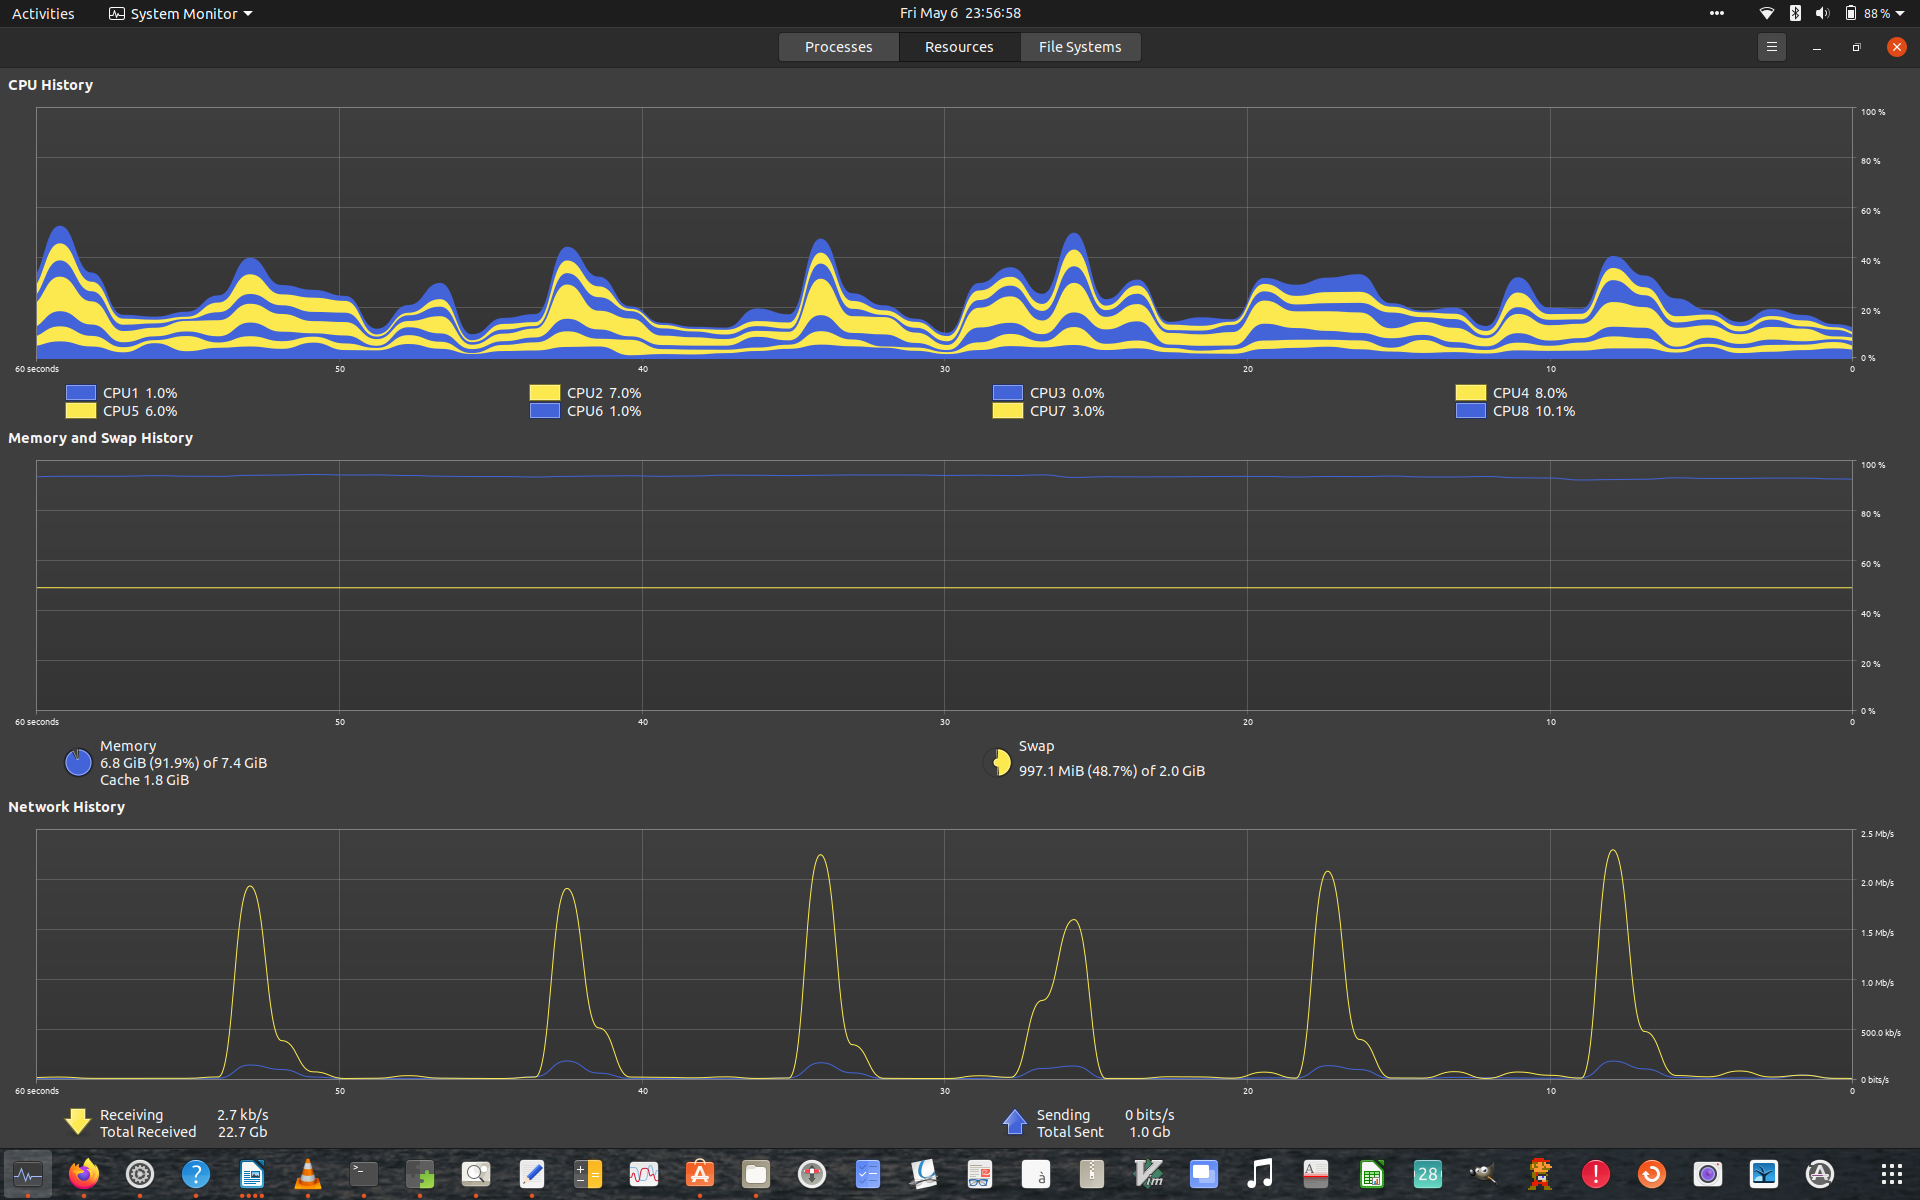 Activities System Monitor Fri May 6 23:56:58 88 %
Processes Resources File Systems
CPU History
100 %
80 %
60 %
40 %
20 %
0 %
60 seconds 50 40 30 20 10 0
CPU1 1.0% CPU2 7.0% CPU3 0.0% CPU4 8.0%
CPU5 6.0% CPU6 1.0% CPU7 3.0% CPU8 10.1%
Memory and Swap History
100 %
80 %
60 %
40 %
20 %
0 %
60 seconds 50 40 30 20 10 0
Memory Swap
6.8 GiB (91.9%) of 7.4 GiB 997.1 MiB (48.7%) of 2.0 GiB
Cache 1.8 GiB
Network History
2.5 Mb/s
2.0 Mb/s
1.5 Mb/s
1.0 Mb/s
500.0 kb/s
0 bits/s
60 seconds 50 40 30 20 10 0
Receiving 2.7 kb/s Sending 0 bits/s
Total Received 22.7 Gb Total Sent 1.0 Gb
? >_ A à Vim A 28 !